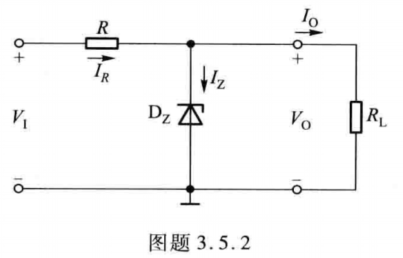 R I_O
+ I_R I_Z +
V_I D_Z V_O R_L
− −
图题 3.5.2